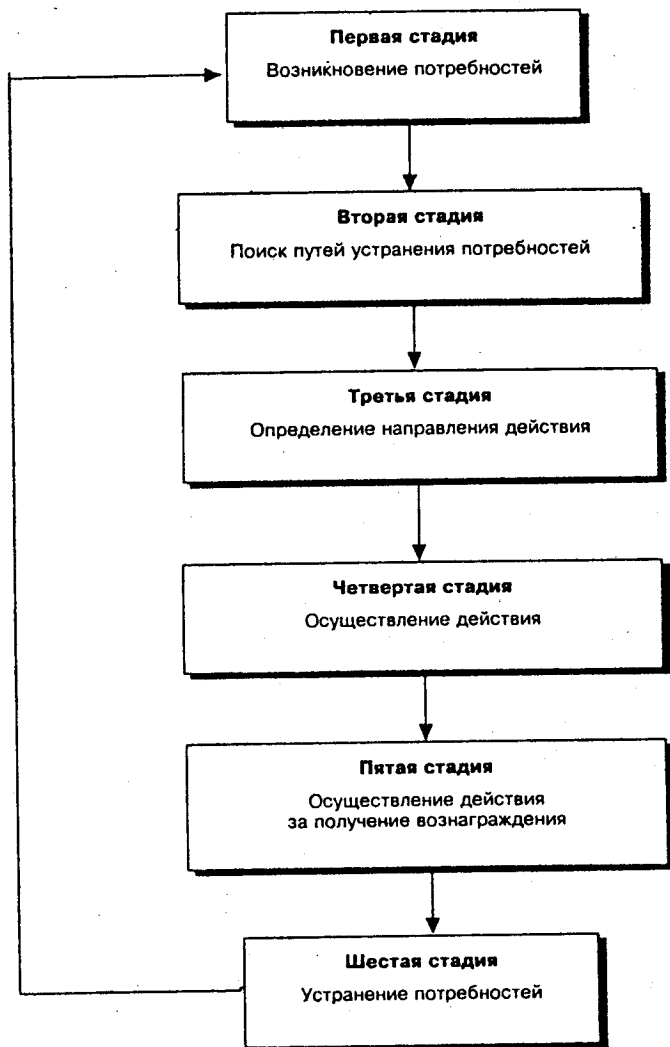 Первая стадия
Возникновение потребностей
Вторая стадия
Поиск путей устранения потребностей
Третья стадия
Определение направления действия
Четвертая стадия
Осуществление действия
Пятая стадия
Осуществление действия
за получение вознаграждения
Шестая стадия
Устранение потребностей